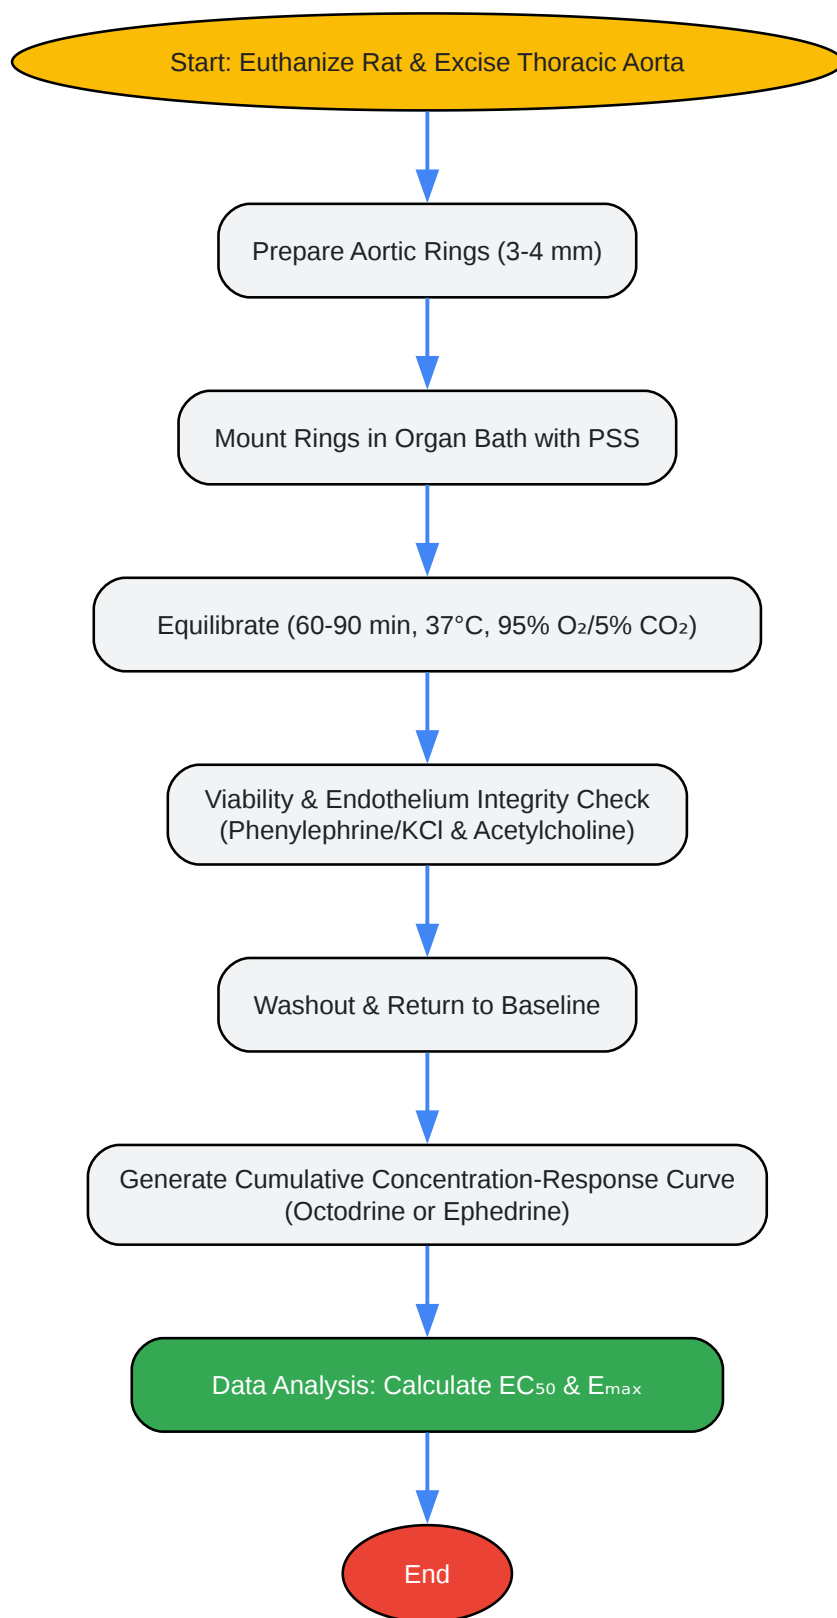 Start: Euthanize Rat & Excise Thoracic Aorta
Prepare Aortic Rings (3-4 mm)
Mount Rings in Organ Bath with PSS
Equilibrate (60-90 min, 37°C, 95% O₂/5% CO₂)
Viability & Endothelium Integrity Check
(Phenylephrine/KCl & Acetylcholine)
Washout & Return to Baseline
Generate Cumulative Concentration-Response Curve
(Octodrine or Ephedrine)
Data Analysis: Calculate EC₅₀ & Eₘₐₓ
End